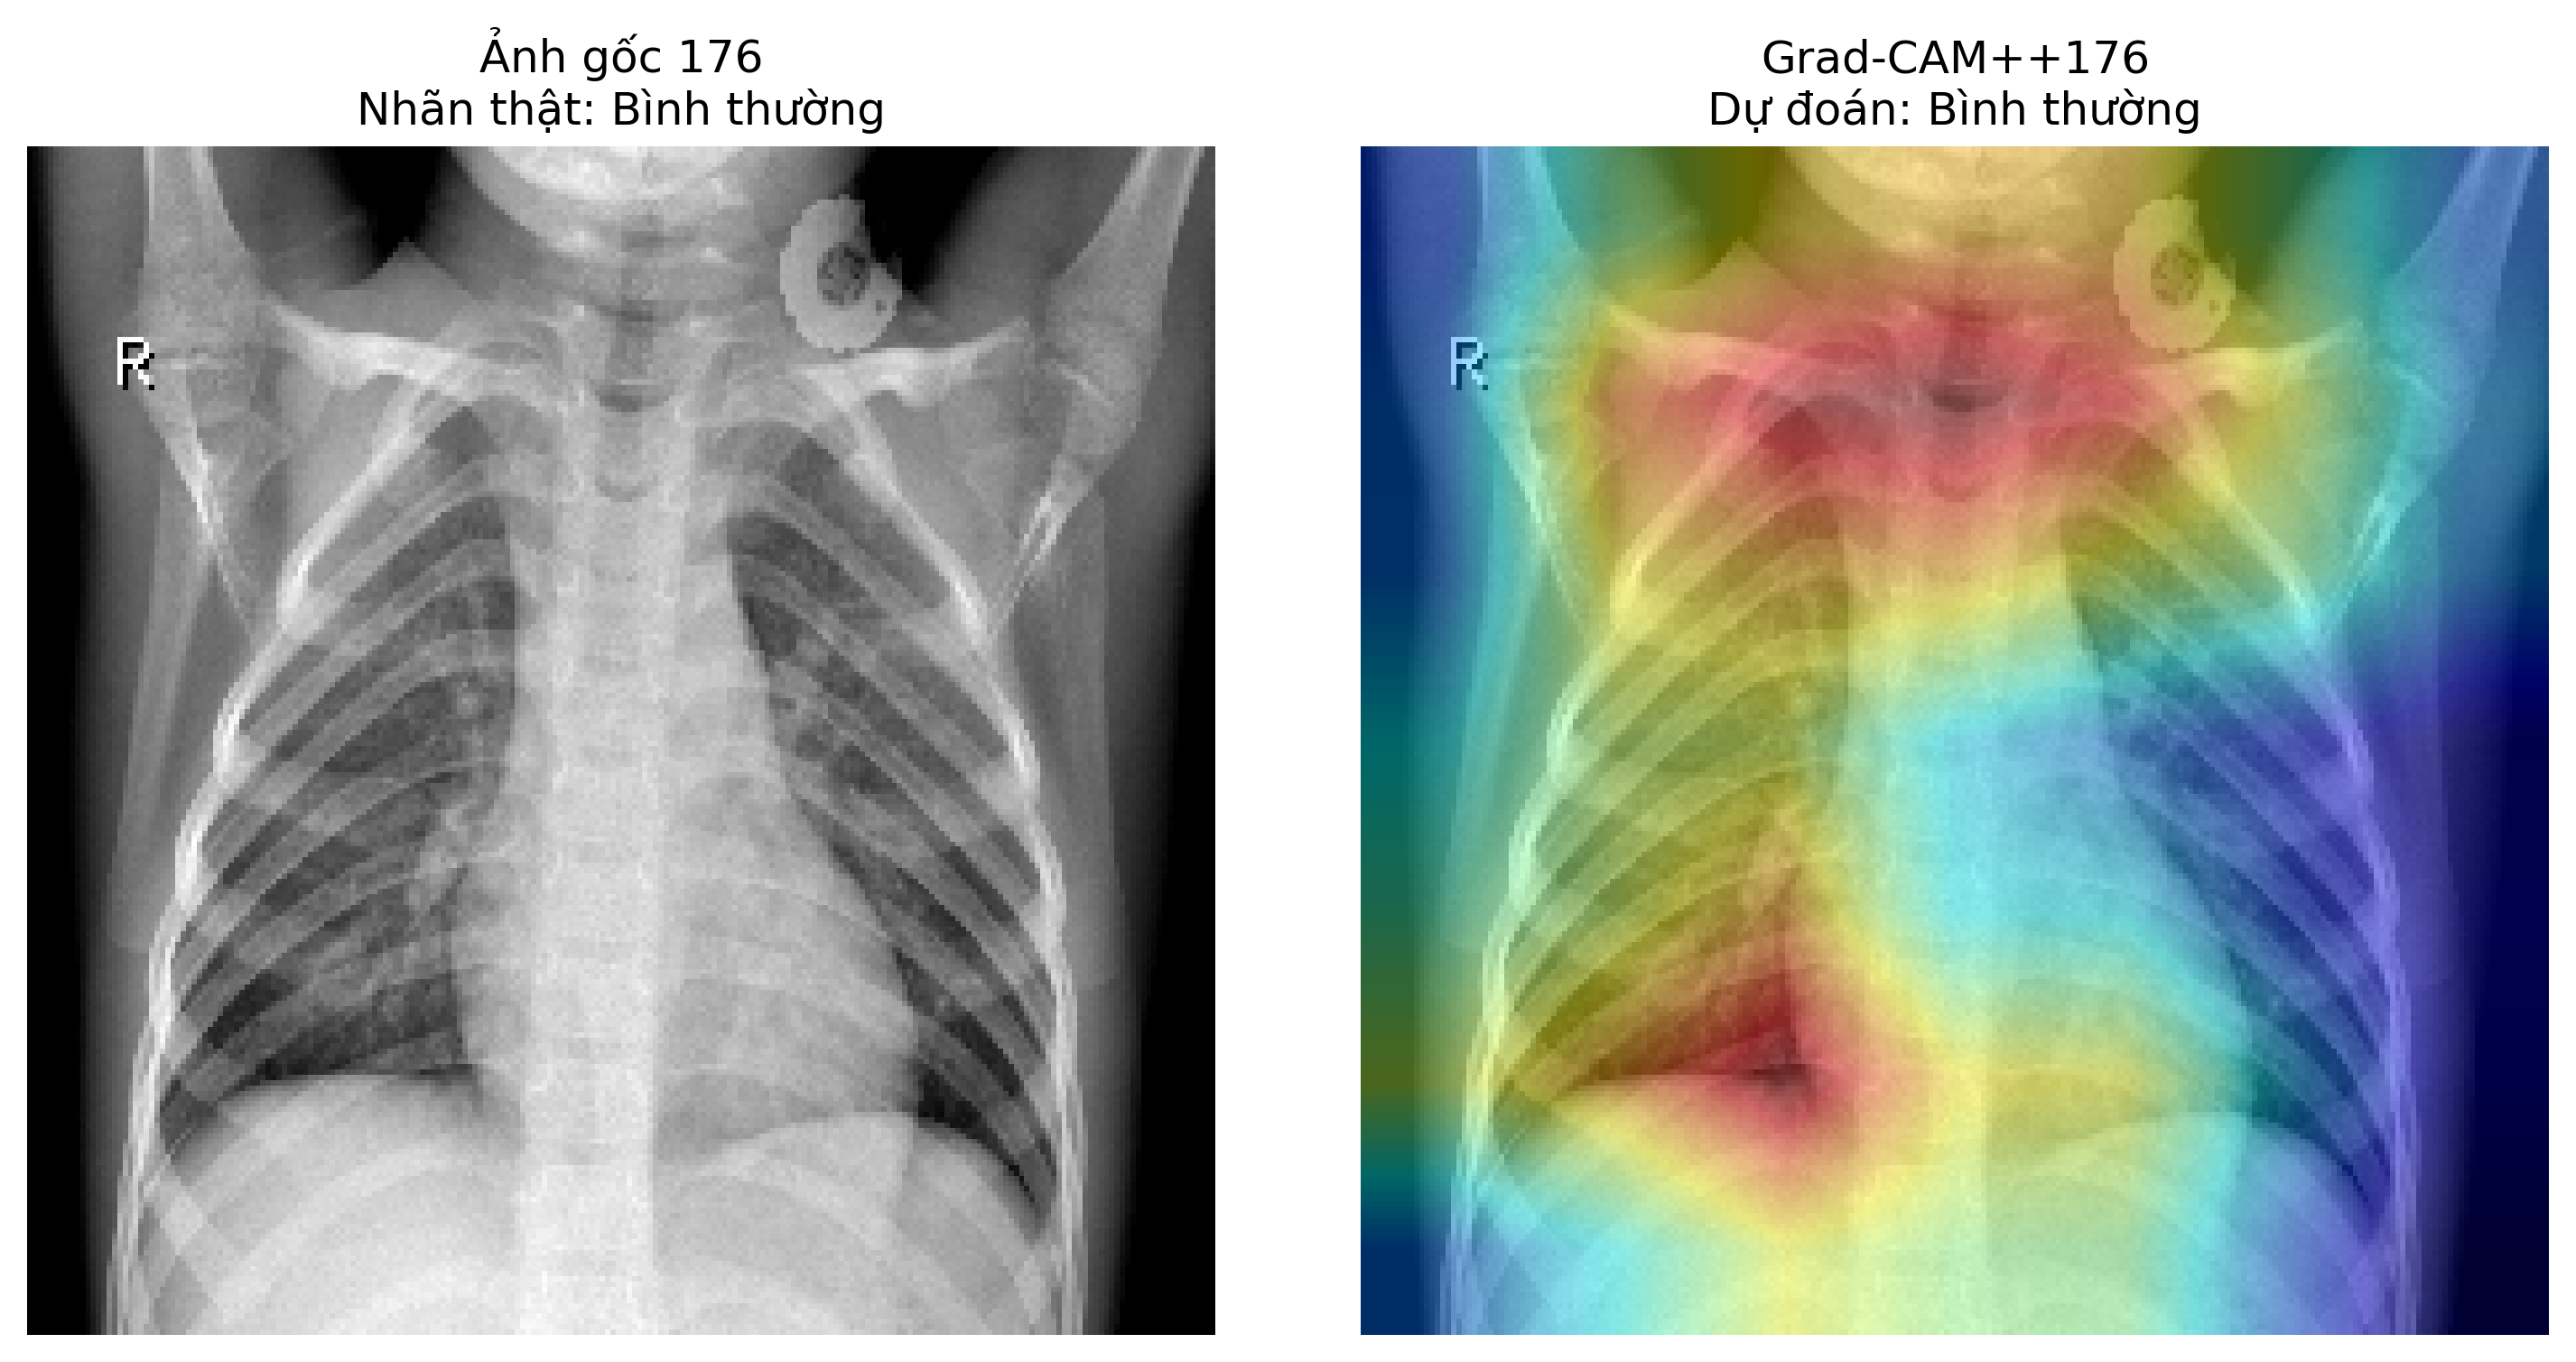 Ảnh gốc 176
Nhãn thật: Bình thường
Grad-CAM++176
Dự đoán: Bình thường
R
R